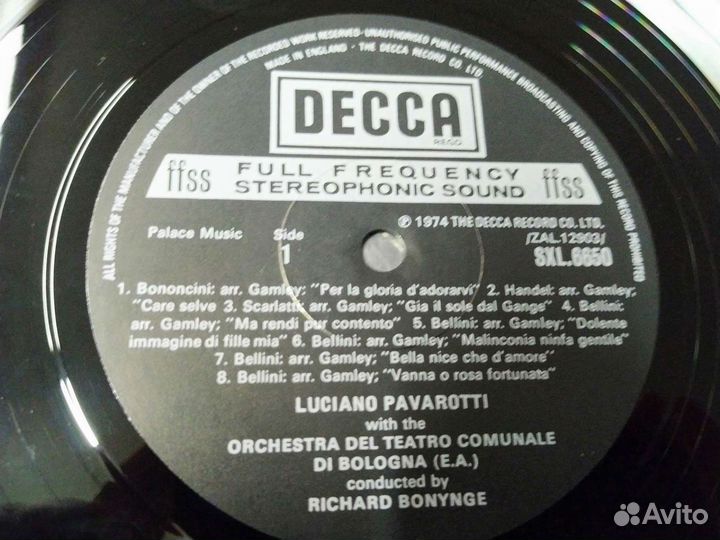 ALL RIGHTS OF THE MANUFACTURER AND OF THE OWNER OF THE RECORDED WORK RESERVED · UNAUTHORISED PUBLIC PERFORMANCE BROADCASTING AND COPYING OF THIS RECORD PROHIBITED
MADE IN ENGLAND · THE DECCA RECORD CO. LTD.
DECCA
REGD.
ffss FULL FREQUENCY STEREOPHONIC SOUND ffss
℗ 1974 THE DECCA RECORD CO. LTD.
Palace Music Side 1 /ZAL.12903/
SXL.6650
1. Bononcini: arr. Gamley; "Per la gloria d'adorarvi" 2. Handel: arr. Gamley;
"Care selve 3. Scarlatti: arr. Gamley; "Gia il sole dal Gange" 4. Bellini:
arr. Gamley; "Ma rendi pur contento" 5. Bellini: arr. Gamley; "Dolente
immagine di fille mia" 6. Bellini: arr. Gamley; "Malinconia ninfa gentile"
7. Bellini: arr. Gamley; "Bella nice che d'amore"
8. Bellini: arr. Gamley; "Vanna o rosa fortunata"
LUCIANO PAVAROTTI
with the
ORCHESTRA DEL TEATRO COMUNALE
DI BOLOGNA (E.A.)
conducted by
RICHARD BONYNGE
Avito